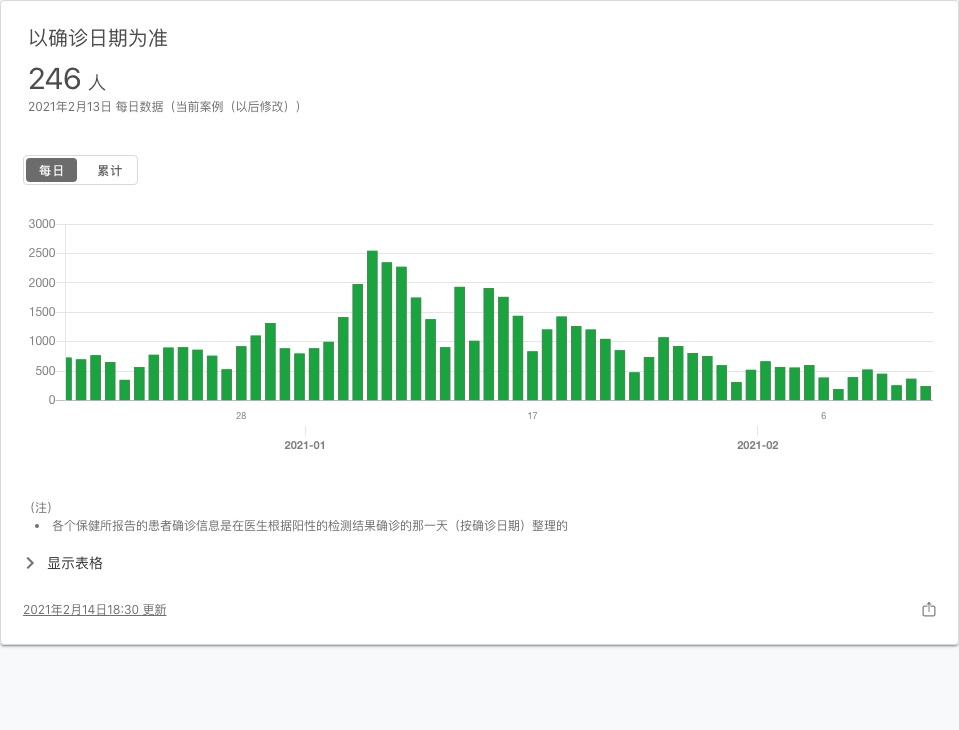 以确诊日期为准
246 人
2021年2月13日 每日数据（当前案例（以后修改））
每日 累计
3000
2500
2000
1500
1000
500
0
28 17 6
2021-01 2021-02
（注）
• 各个保健所报告的患者确诊信息是在医生根据阳性的检测结果确诊的那一天（按确诊日期）整理的
显示表格
2021年2月14日18:30 更新